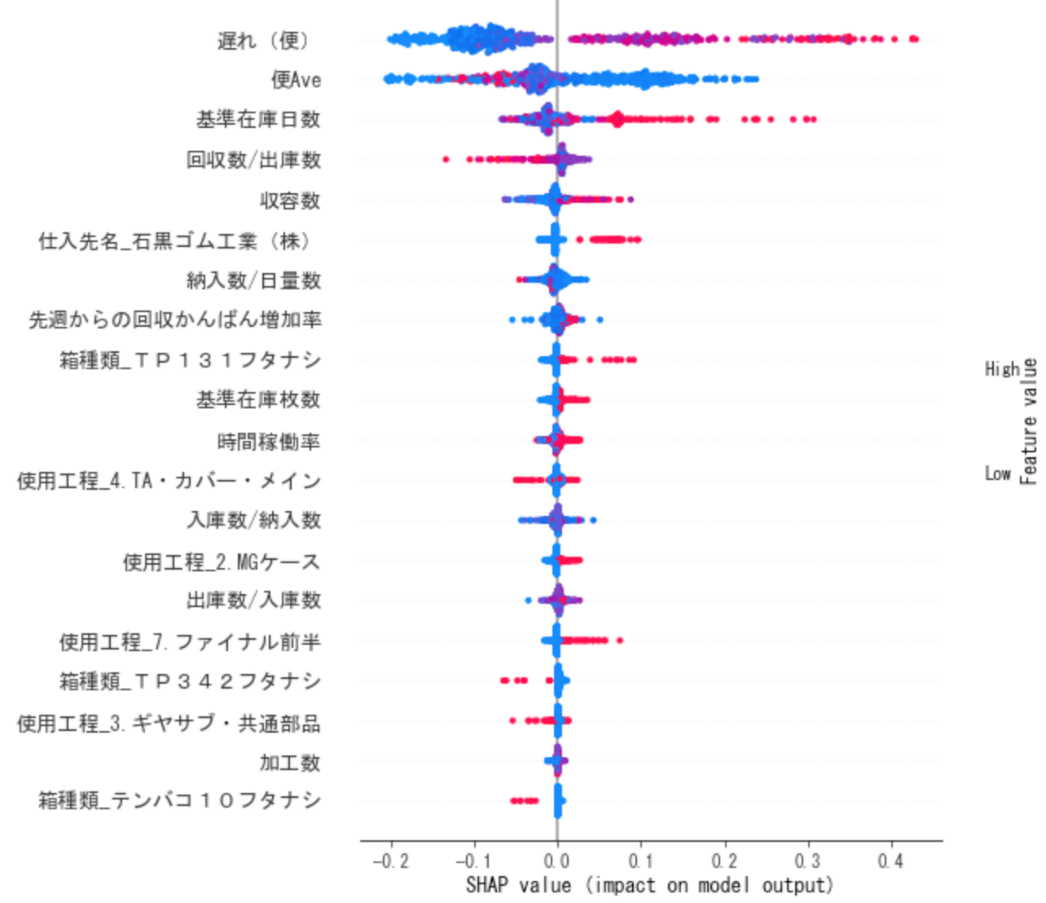 遅れ（便）
便Ave
基準在庫日数
回収数/出庫数
収容数
仕入先名_石黒ゴム工業（株）
納入数/日量数
先週からの回収かんばん増加率
箱種類_ＴＰ１３１フタナシ
基準在庫枚数
時間稼働率
使用工程_4.TA・カバー・メイン
入庫数/納入数
使用工程_2.MGケース
出庫数/入庫数
使用工程_7.ファイナル前半
箱種類_ＴＰ３４２フタナシ
使用工程_3.ギヤサブ・共通部品
加工数
箱種類_テンバコ１０フタナシ
-0.2 -0.1 0.0 0.1 0.2 0.3 0.4
SHAP value (impact on model output)
High
Low
Feature value